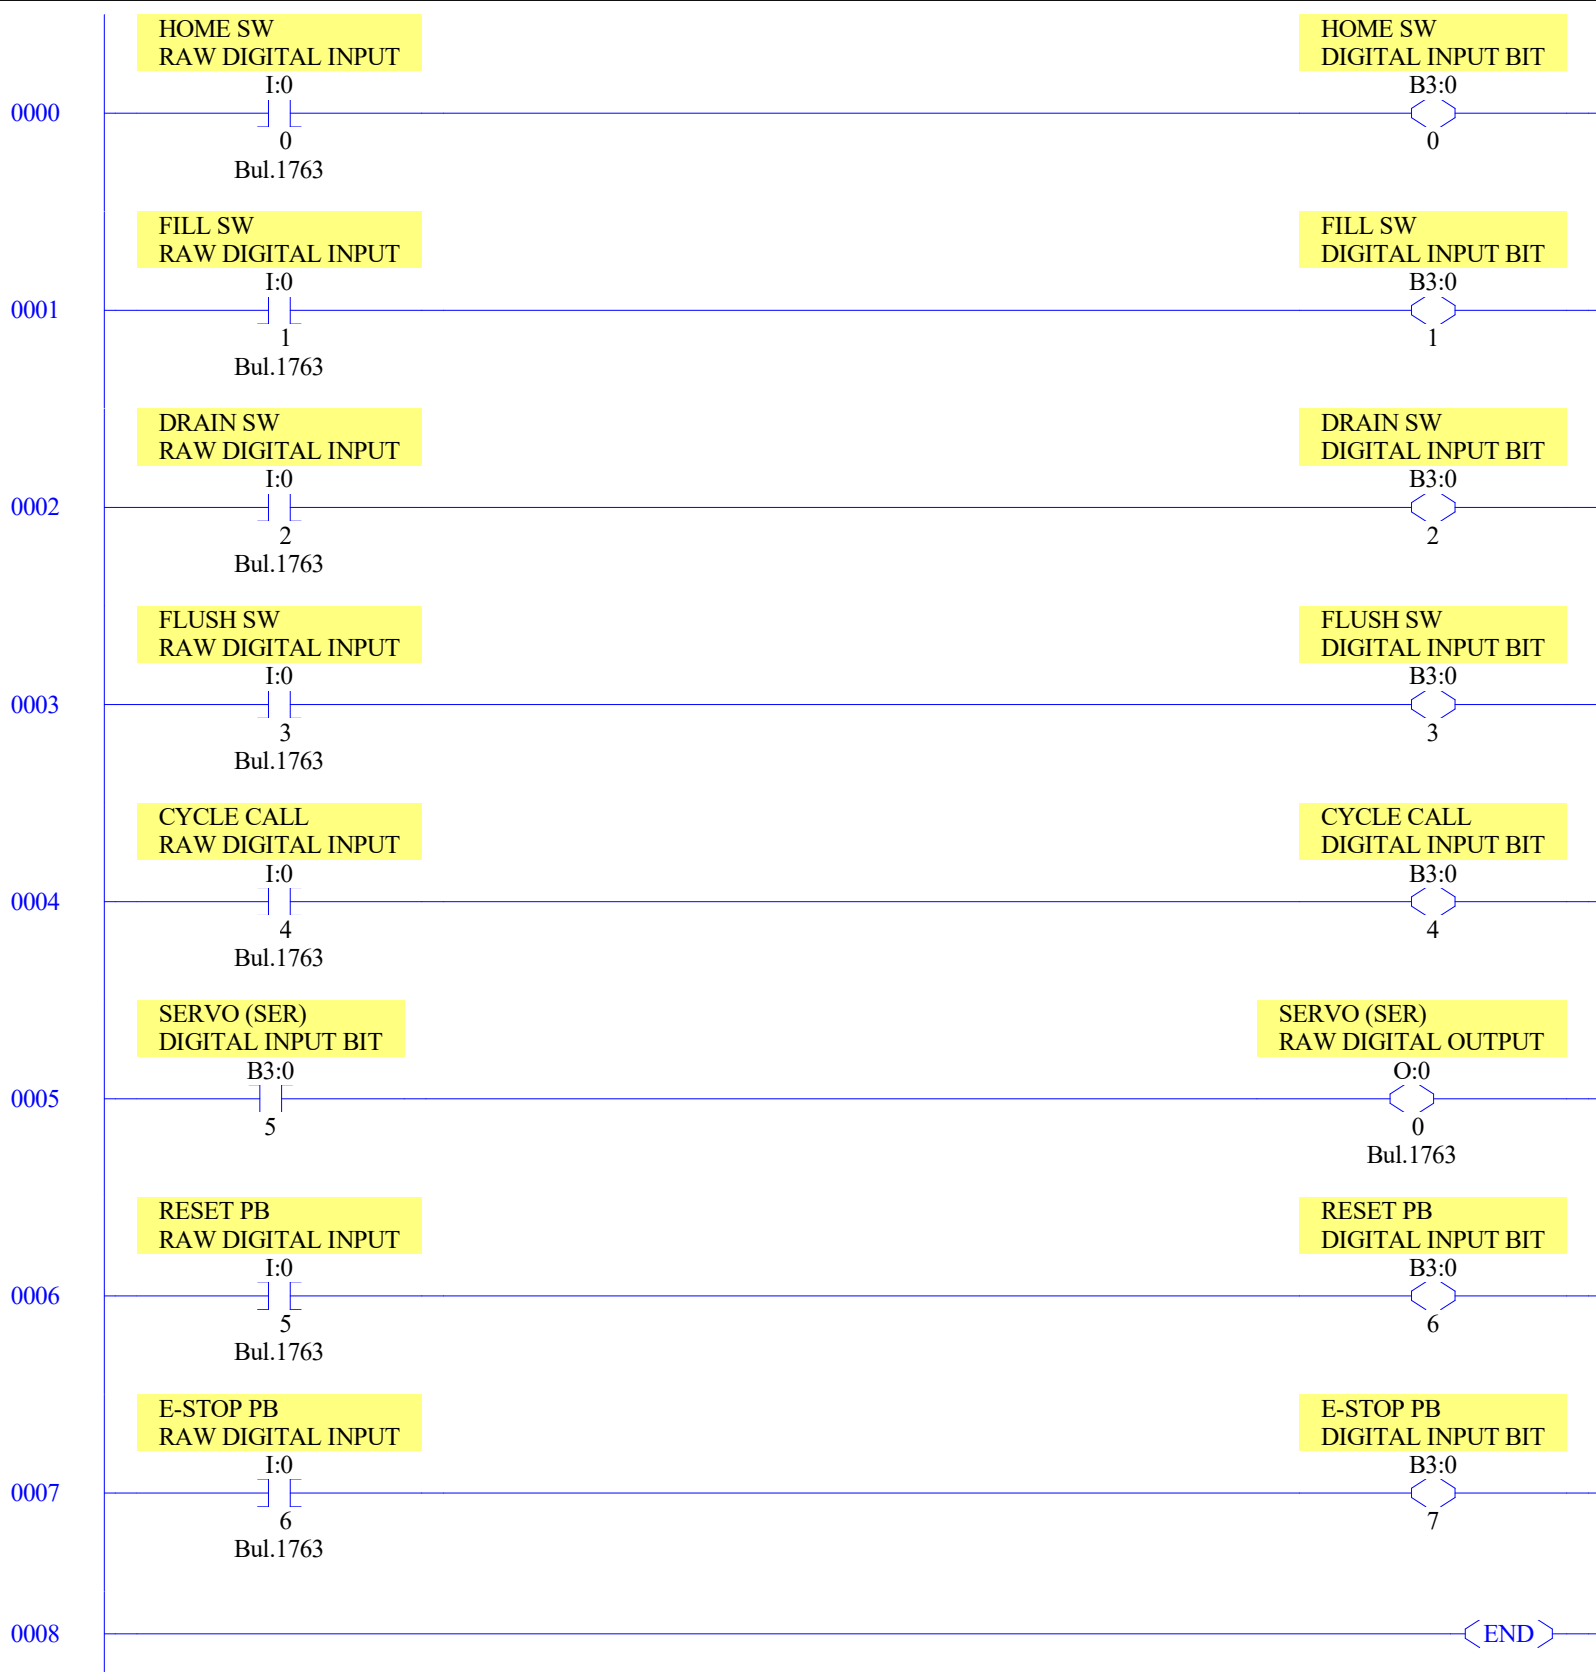 HOME SW
RAW DIGITAL INPUT
I:0
0
Bul.1763
HOME SW
DIGITAL INPUT BIT
B3:0
0
0000
FILL SW
RAW DIGITAL INPUT
I:0
1
Bul.1763
FILL SW
DIGITAL INPUT BIT
B3:0
1
0001
DRAIN SW
RAW DIGITAL INPUT
I:0
2
Bul.1763
DRAIN SW
DIGITAL INPUT BIT
B3:0
2
0002
FLUSH SW
RAW DIGITAL INPUT
I:0
3
Bul.1763
FLUSH SW
DIGITAL INPUT BIT
B3:0
3
0003
CYCLE CALL
RAW DIGITAL INPUT
I:0
4
Bul.1763
CYCLE CALL
DIGITAL INPUT BIT
B3:0
4
0004
SERVO (SER)
DIGITAL INPUT BIT
B3:0
5
SERVO (SER)
RAW DIGITAL OUTPUT
O:0
0
Bul.1763
0005
RESET PB
RAW DIGITAL INPUT
I:0
5
Bul.1763
RESET PB
DIGITAL INPUT BIT
B3:0
6
0006
E-STOP PB
RAW DIGITAL INPUT
I:0
6
Bul.1763
E-STOP PB
DIGITAL INPUT BIT
B3:0
7
0007
0008
END